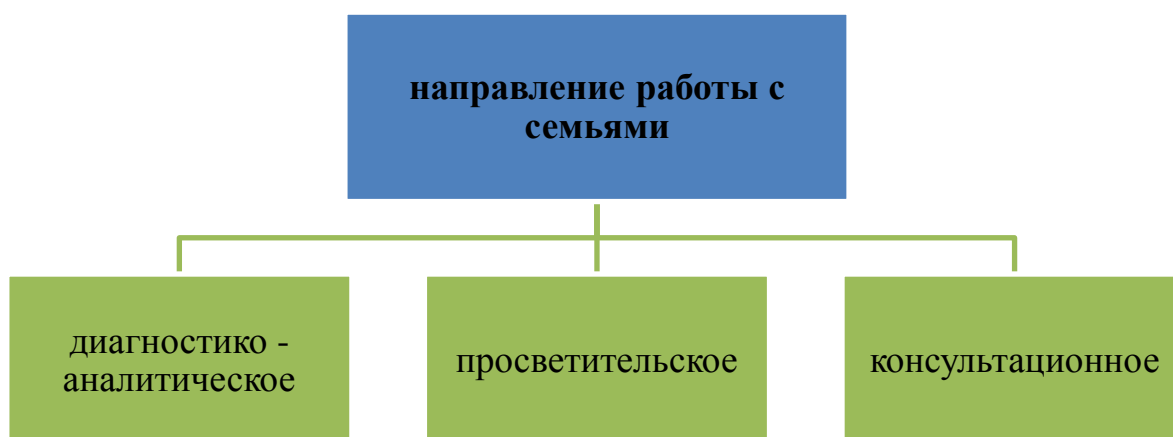 направление работы с
семьями
диагностико -
аналитическое
просветительское
консультационное